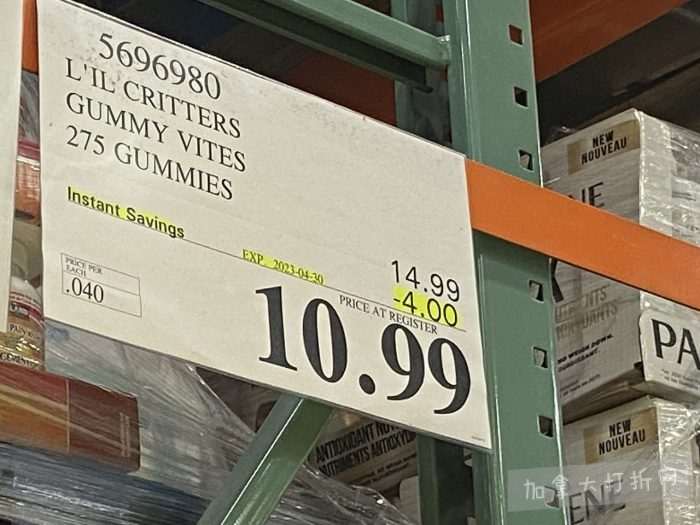 5696980
L'IL CRITTERS
GUMMY VITES
275 GUMMIES
Instant Savings
EXP. 2023-04-30
14.99
-4.00
PRICE PER
EACH
.040
PRICE AT REGISTER
10.99
NEW
NOUVEAU
PA
NEW
NOUVEAU
ANTIOXIDANT
加拿大打折网